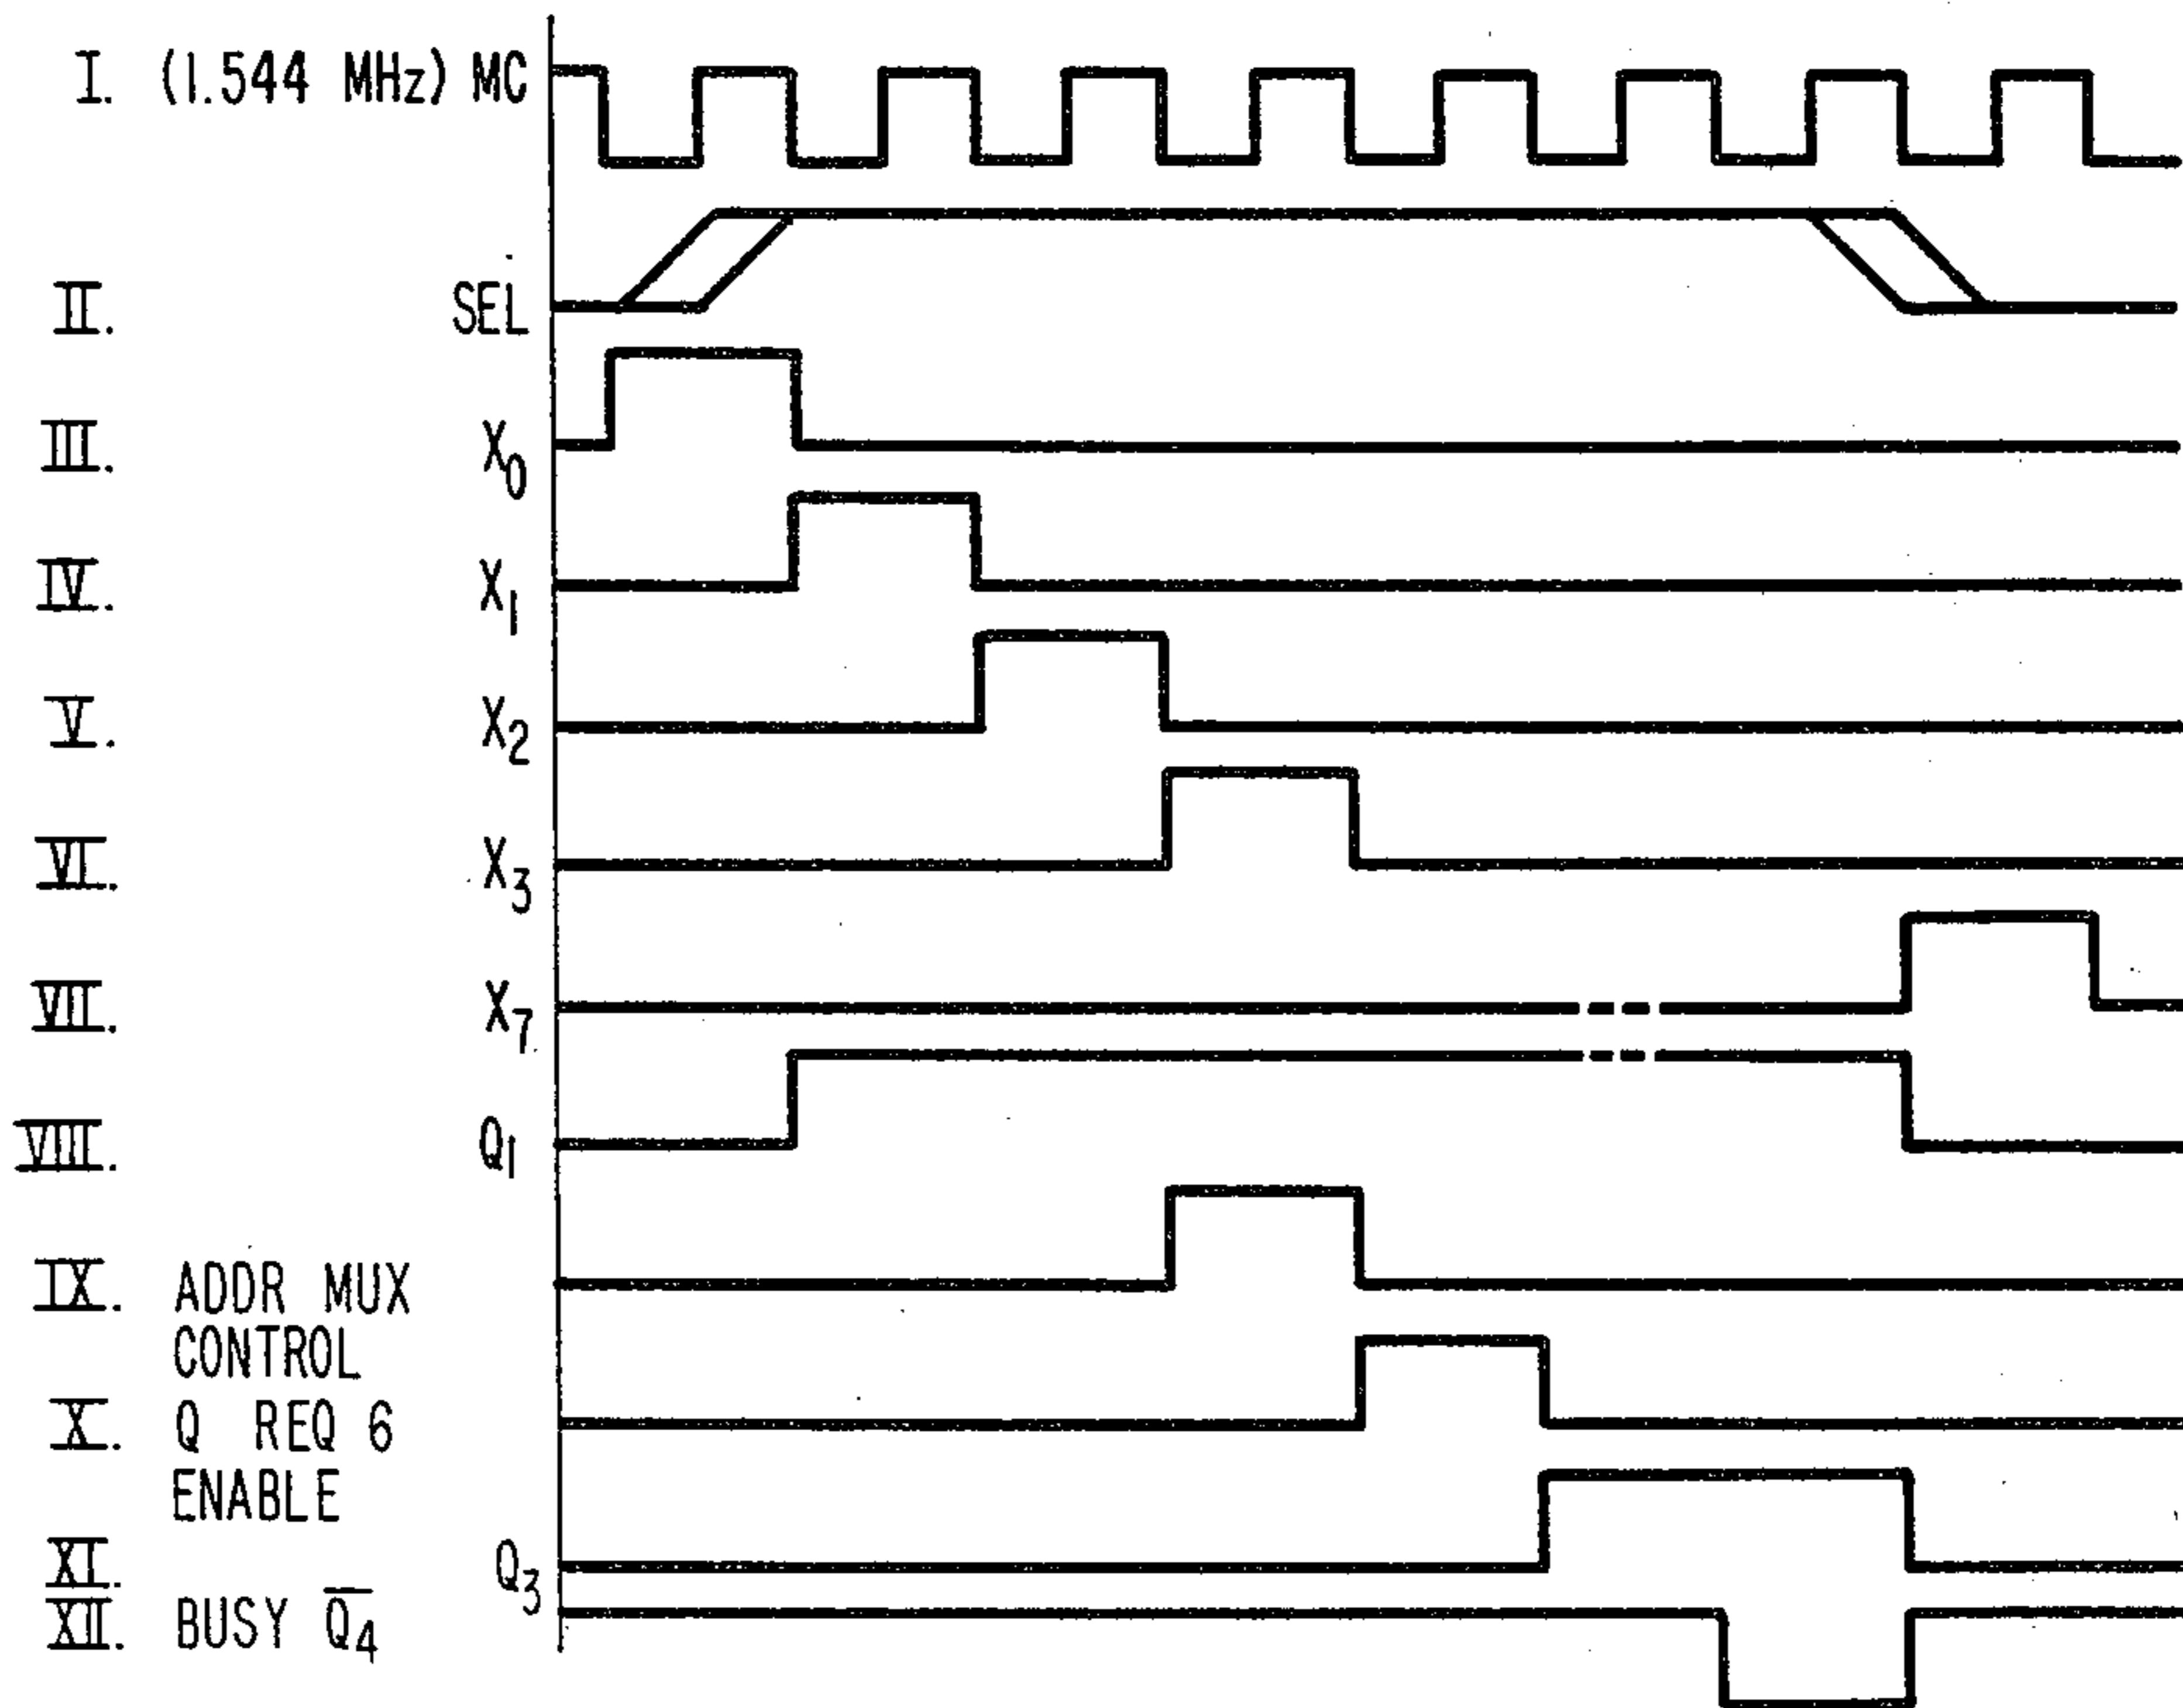 I. (1.544 MHz) MC
II. SEL
III. X0
IV. X1
V. X2
VI. X3
VII. X7
VIII. Q1
IX. ADDR MUX
CONTROL
X. Q REQ 6
ENABLE
XI. Q3
XII. BUSY Q̅4